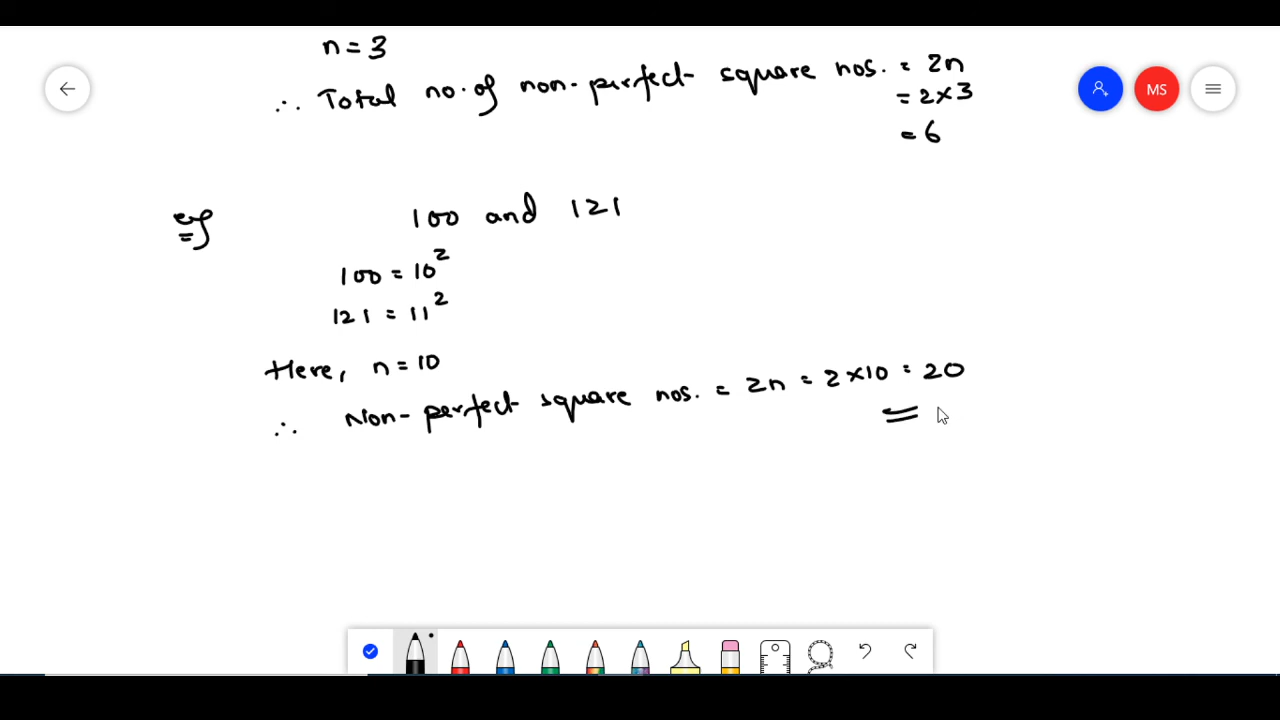 n = 3
∴ Total no. of non-perfect square nos. = 2n
= 2×3
= 6
MS
eg 100 and 121
100 = 10²
121 = 11²
Here, n = 10
∴ Non-perfect square nos. = 2n = 2×10 = 20